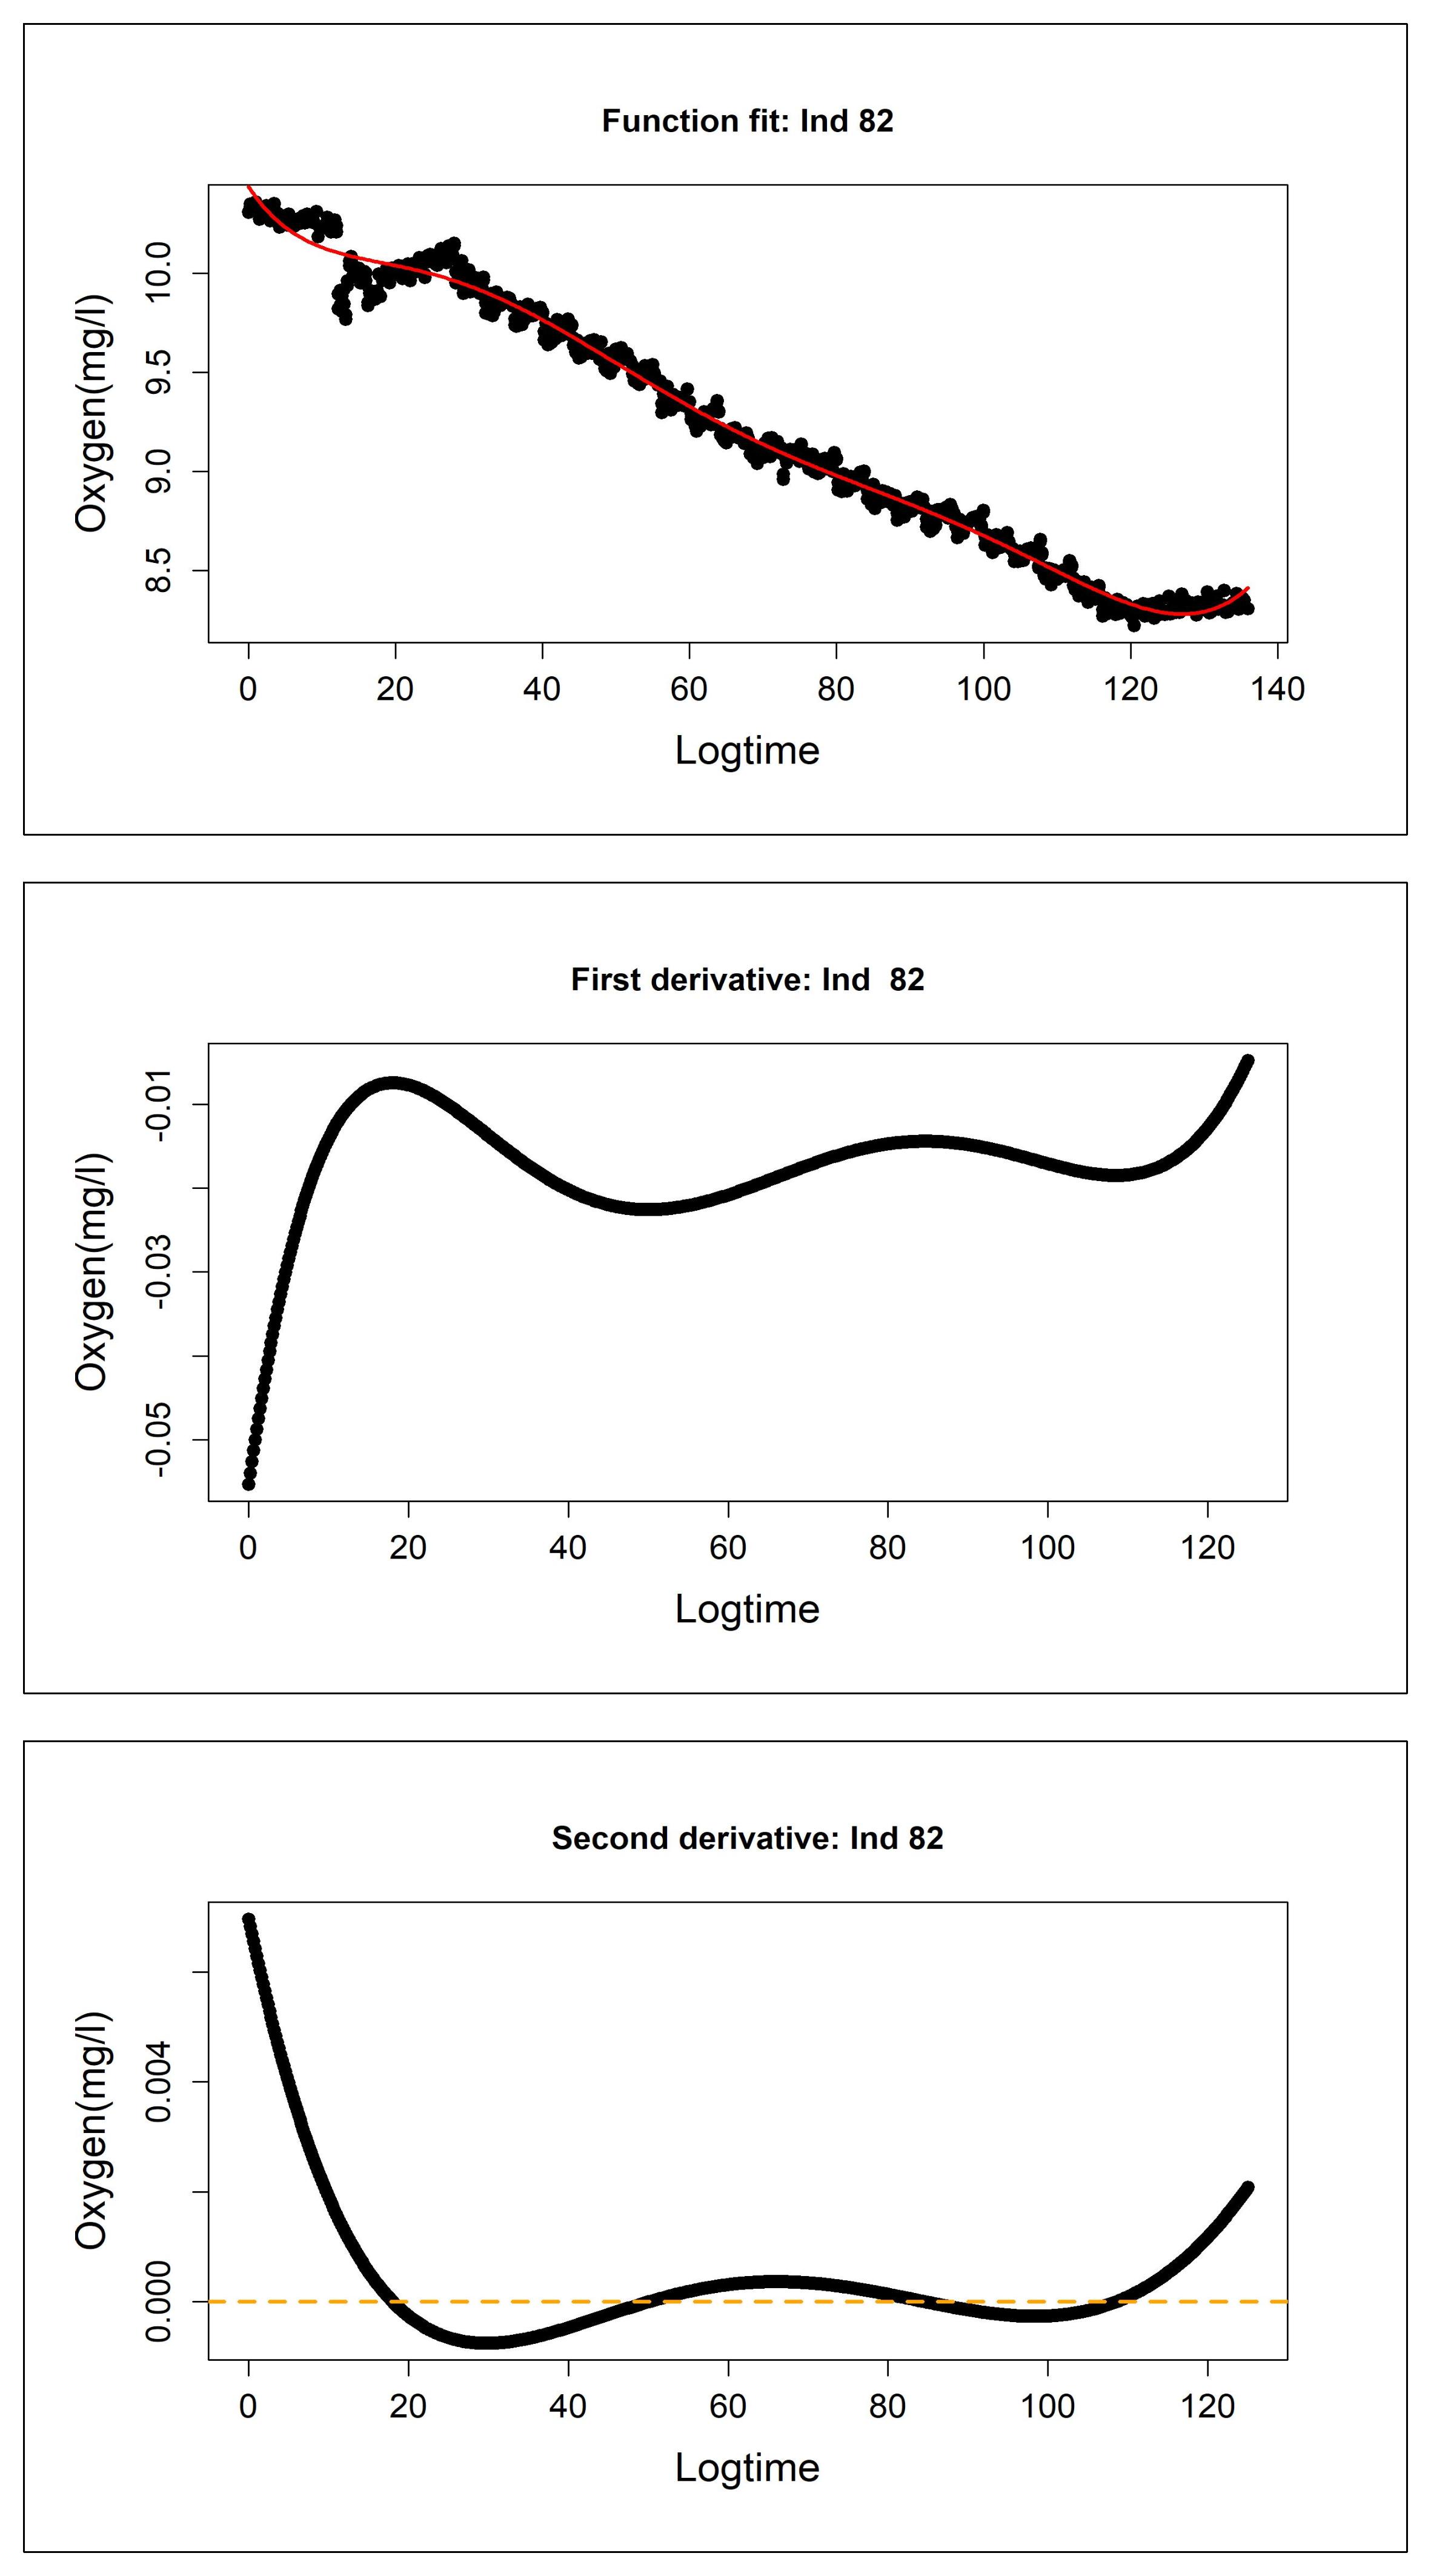 Function fit: Ind 82
Oxygen(mg/l)
10.0
9.5
9.0
8.5
0 20 40 60 80 100 120 140
Logtime
First derivative: Ind  82
Oxygen(mg/l)
-0.01
-0.03
-0.05
0 20 40 60 80 100 120
Logtime
Second derivative: Ind 82
Oxygen(mg/l)
0.004
0.000
0 20 40 60 80 100 120
Logtime